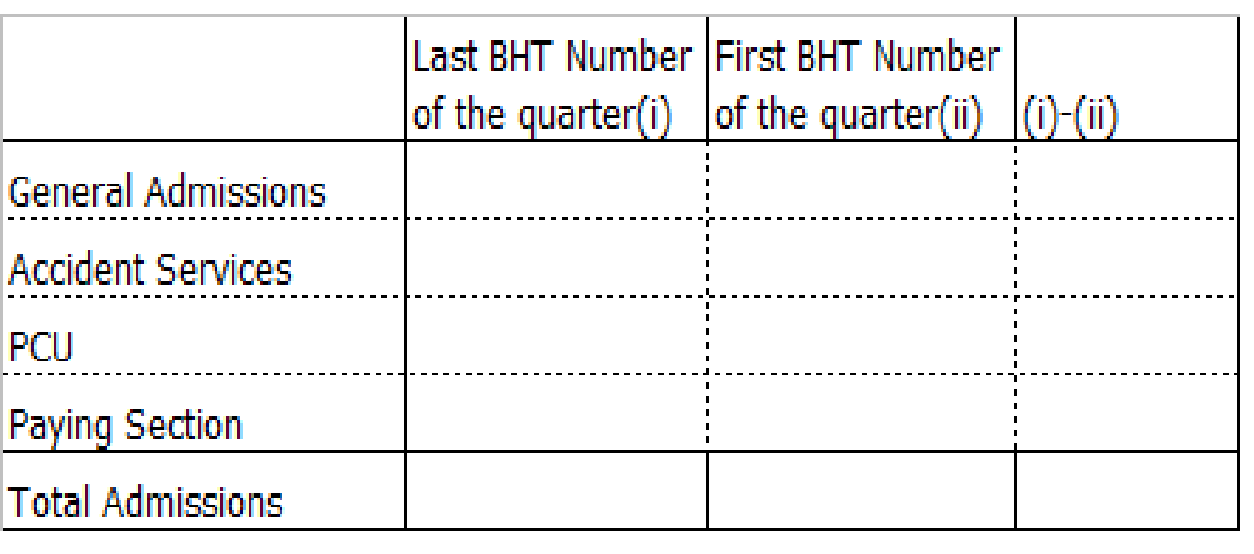 Last BHT Number of the quarter(i)
First BHT Number of the quarter(ii)
(i)-(ii)
General Admissions
Accident Services
PCU
Paying Section
Total Admissions